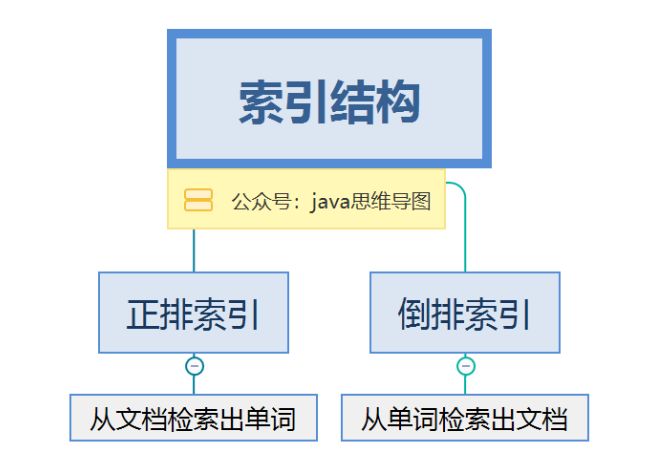 索引结构
公众号：java思维导图
正排索引
倒排索引
从文档检索出单词
从单词检索出文档